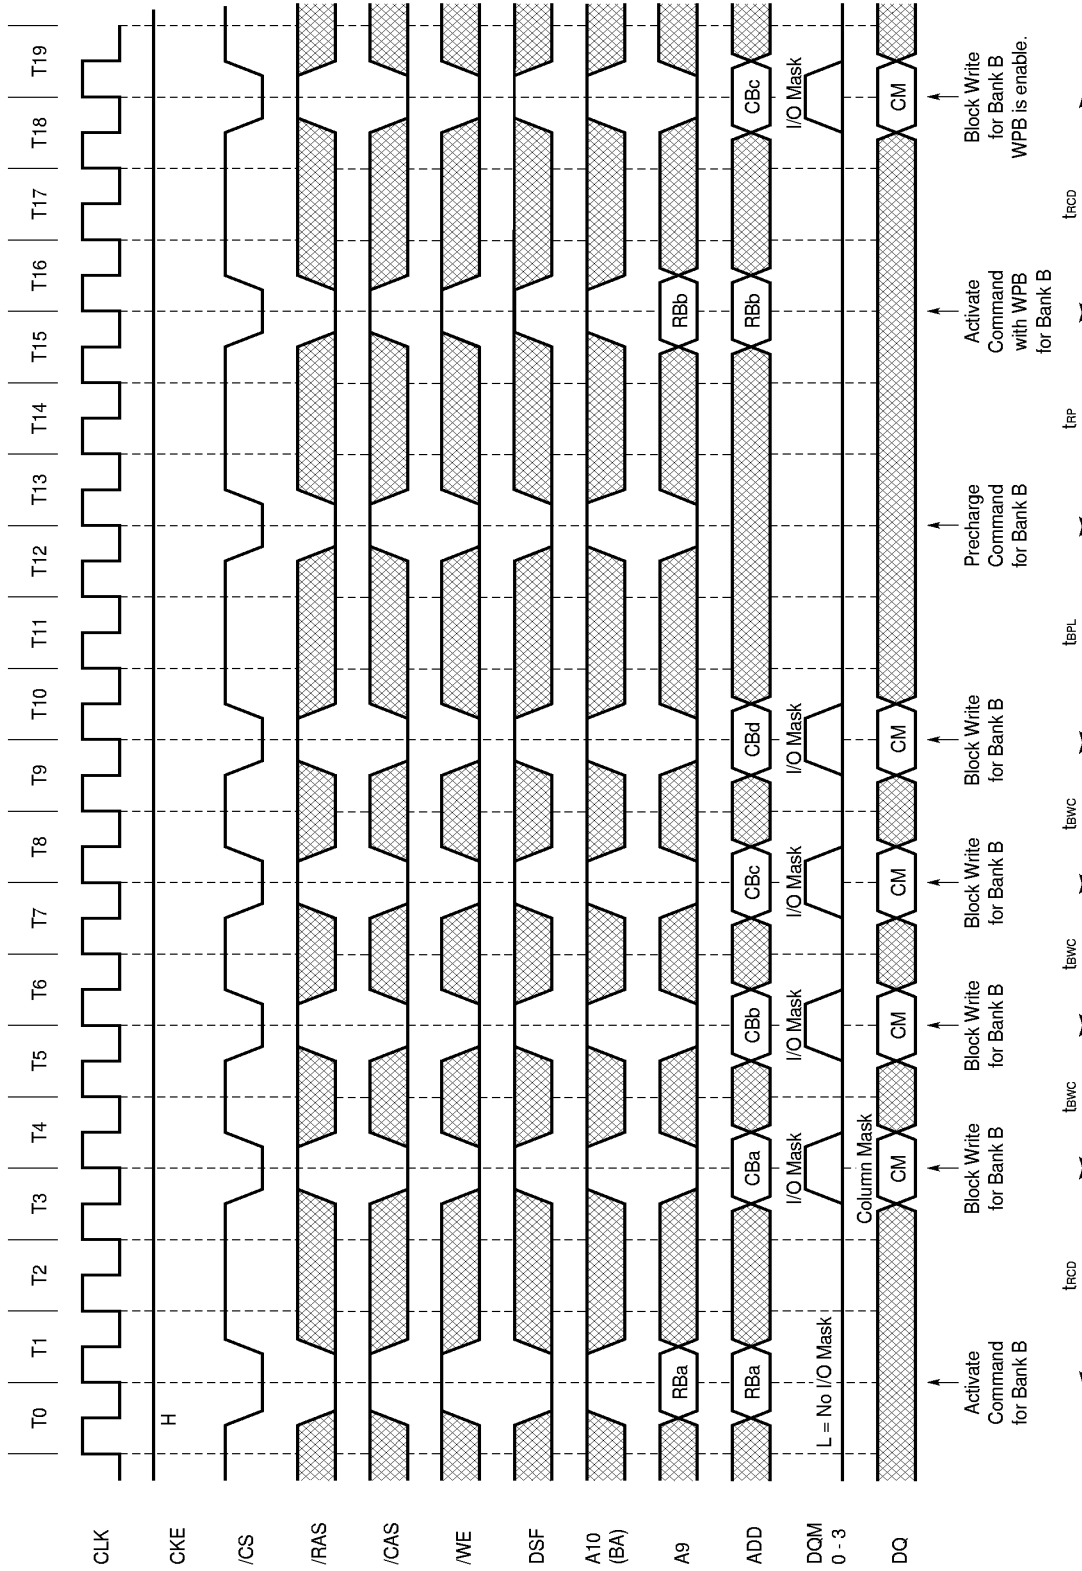 T0 T1 T2 T3 T4 T5 T6 T7 T8 T9 T10 T11 T12 T13 T14 T15 T16 T17 T18 T19
CLK
CKE
H
/CS
/RAS
/CAS
/WE
DSF
A10
(BA)
A9
RBa RBb
ADD
RBa CBa CBb CBc CBd RBb CBc
DQM
0 - 3
L = No I/O Mask
I/O Mask I/O Mask I/O Mask I/O Mask I/O Mask
Column Mask
DQ
CM CM CM CM CM
Activate
Command
for Bank B
Block Write
for Bank B
Block Write
for Bank B
Block Write
for Bank B
Block Write
for Bank B
Precharge
Command
for Bank B
Activate
Command
with WPB
for Bank B
Block Write
for Bank B
WPB is enable.
tRCD tBWC tBWC tBWC tBPL tRP tRCD